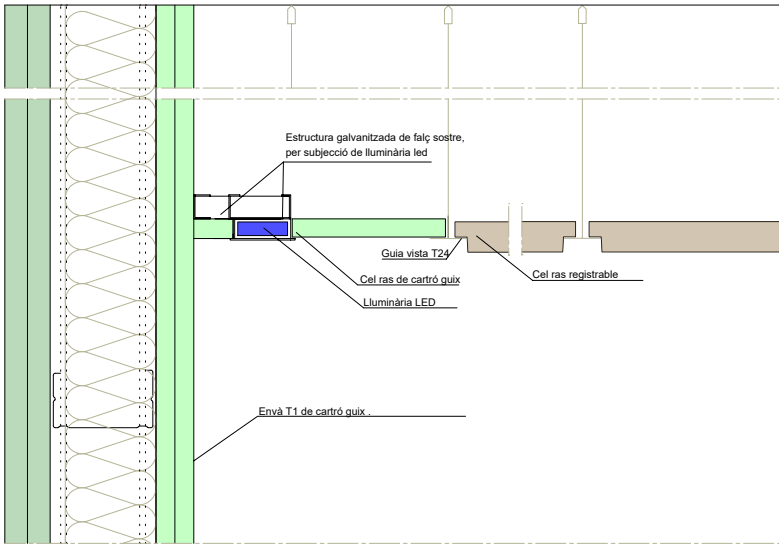 Estructura galvanitzada de falç sostre,
per subjecció de lluminària led
Guia vista T24
Cel ras registrable
Cel ras de cartró guix
Lluminària LED
Envà T1 de cartró guix .